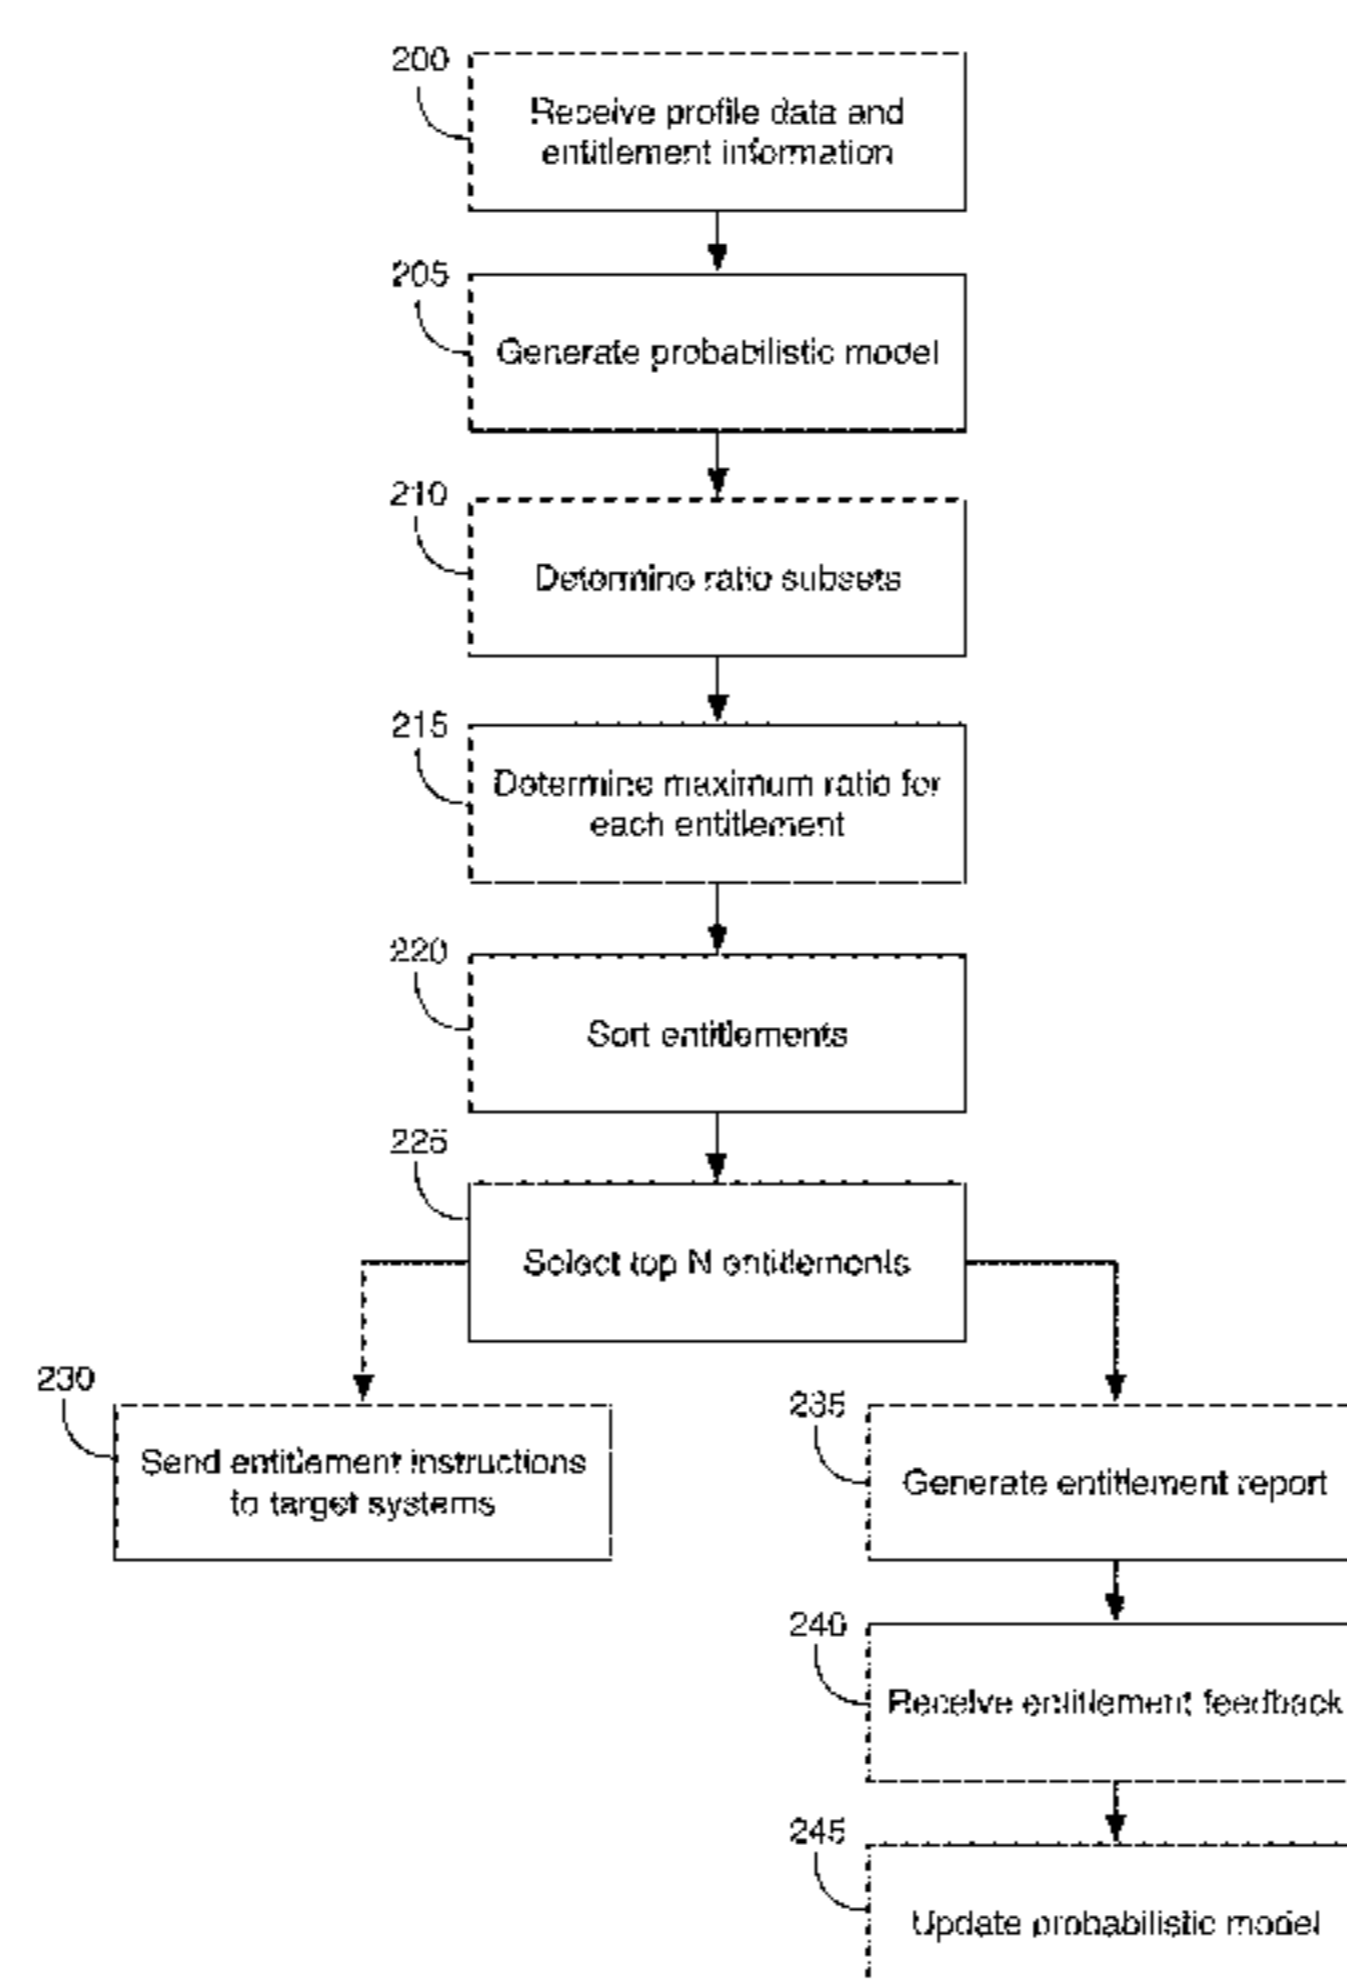 200
Receive profile data and
entitlement information
205
Generate probabilistic model
210
Determine ratio subsets
215
Determine maximum ratio for
each entitlement
220
Sort entitlements
225
Select top N entitlements
230
Send entitlement instructions
to target systems
235
Generate entitlement report
240
Receive entitlement feedback
245
Update probabilistic model